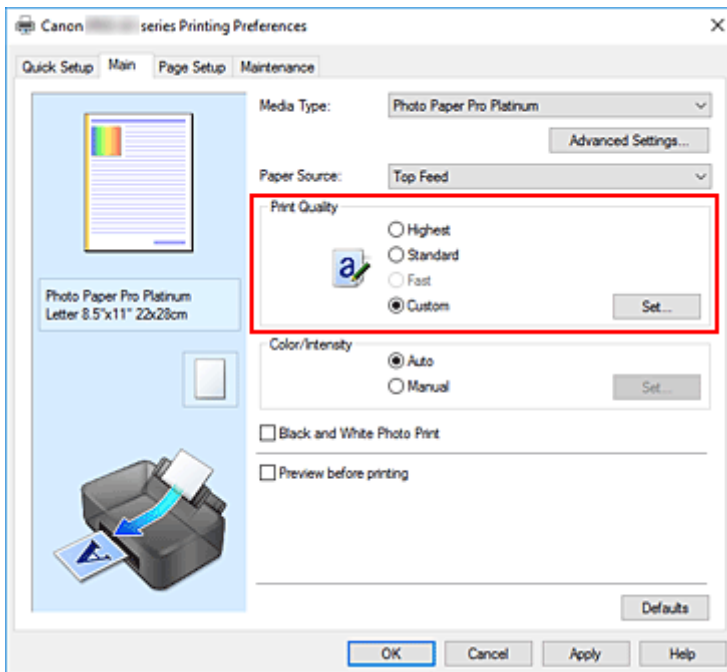 Canon series Printing Preferences
Quick Setup Main Page Setup Maintenance
Media Type: Photo Paper Pro Platinum
Advanced Settings...
Paper Source: Top Feed
Print Quality
Highest
Standard
a
Fast
Custom Set...
Photo Paper Pro Platinum
Letter 8.5"x11" 22x28cm
Color/Intensity
Auto
Manual Set...
Black and White Photo Print
Preview before printing
A
Defaults
OK Cancel Apply Help